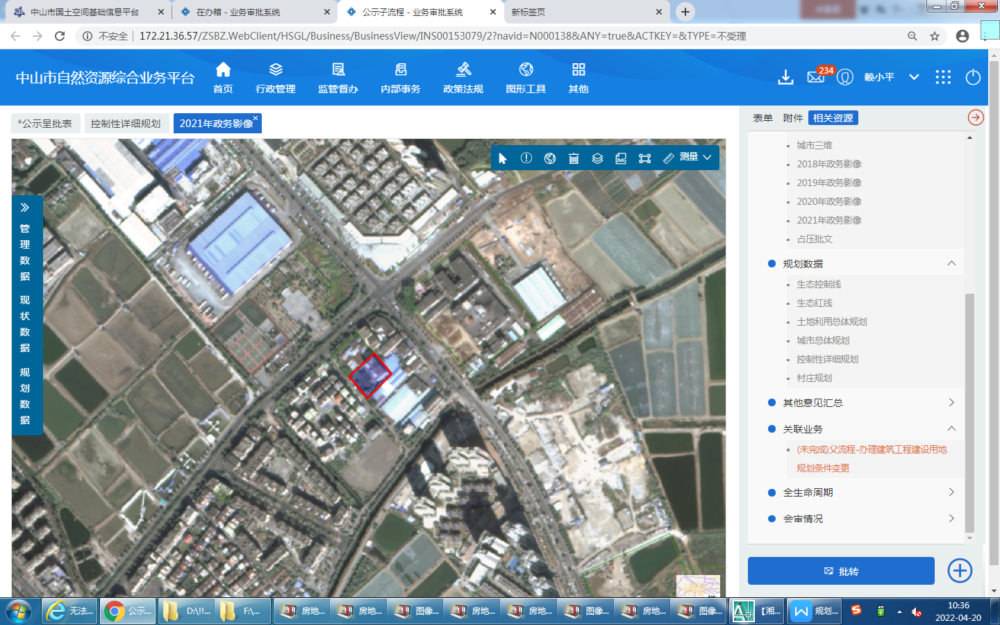 中山市国土空间基础信息平台
在办箱 - 业务审批系统
公示子流程 - 业务审批系统
新标签页
不安全
172.21.36.57/ZSBZ.WebClient/HSGL/Business/BusinessView/INS00153079/2?navid=N000138&ANY=true&ACTKEY=&TYPE=不受理
中山市自然资源综合业务平台
首页
行政管理
监管督办
内部事务
政策法规
图形工具
其他
234
赖小平
*公示呈批表
控制性详细规划
2021年政务影像
表单
附件
相关资源
IMG
测量
管理数据
现状数据
规划数据
城市三维
2018年政务影像
2019年政务影像
2020年政务影像
2021年政务影像
占压批文
规划数据
生态控制线
生态红线
土地利用总体规划
城市总体规划
控制性详细规划
村庄规划
其他意见汇总
关联业务
(未完成)父流程-办理建筑工程建设用地
规划条件变更
全生命周期
会审情况
批转
无法...
公示...
D:\!!...
F:\...
房地...
房地...
图像...
房地...
房地...
图像...
房地...
图像...
【湘...
规划...
10:36
2022-04-20